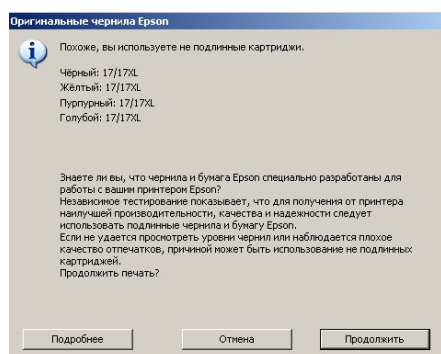 Оригинальные чернила Epson
Похоже, вы используете не подлинные картриджи.
Чёрный: 17/17XL
Жёлтый: 17/17XL
Пурпурный: 17/17XL
Голубой: 17/17XL
Знаете ли вы, что чернила и бумага Epson специально разработаны для
работы с вашим принтером Epson?
Независимое тестирование показывает, что для получения от принтера
наилучшей производительности, качества и надежности следует
использовать подлинные чернила и бумагу Epson.
Если не удается просмотреть уровни чернил или наблюдается плохое
качество отпечатков, причиной может быть использование не подлинных
картриджей.
Продолжить печать?
Подробнее Отмена Продолжить